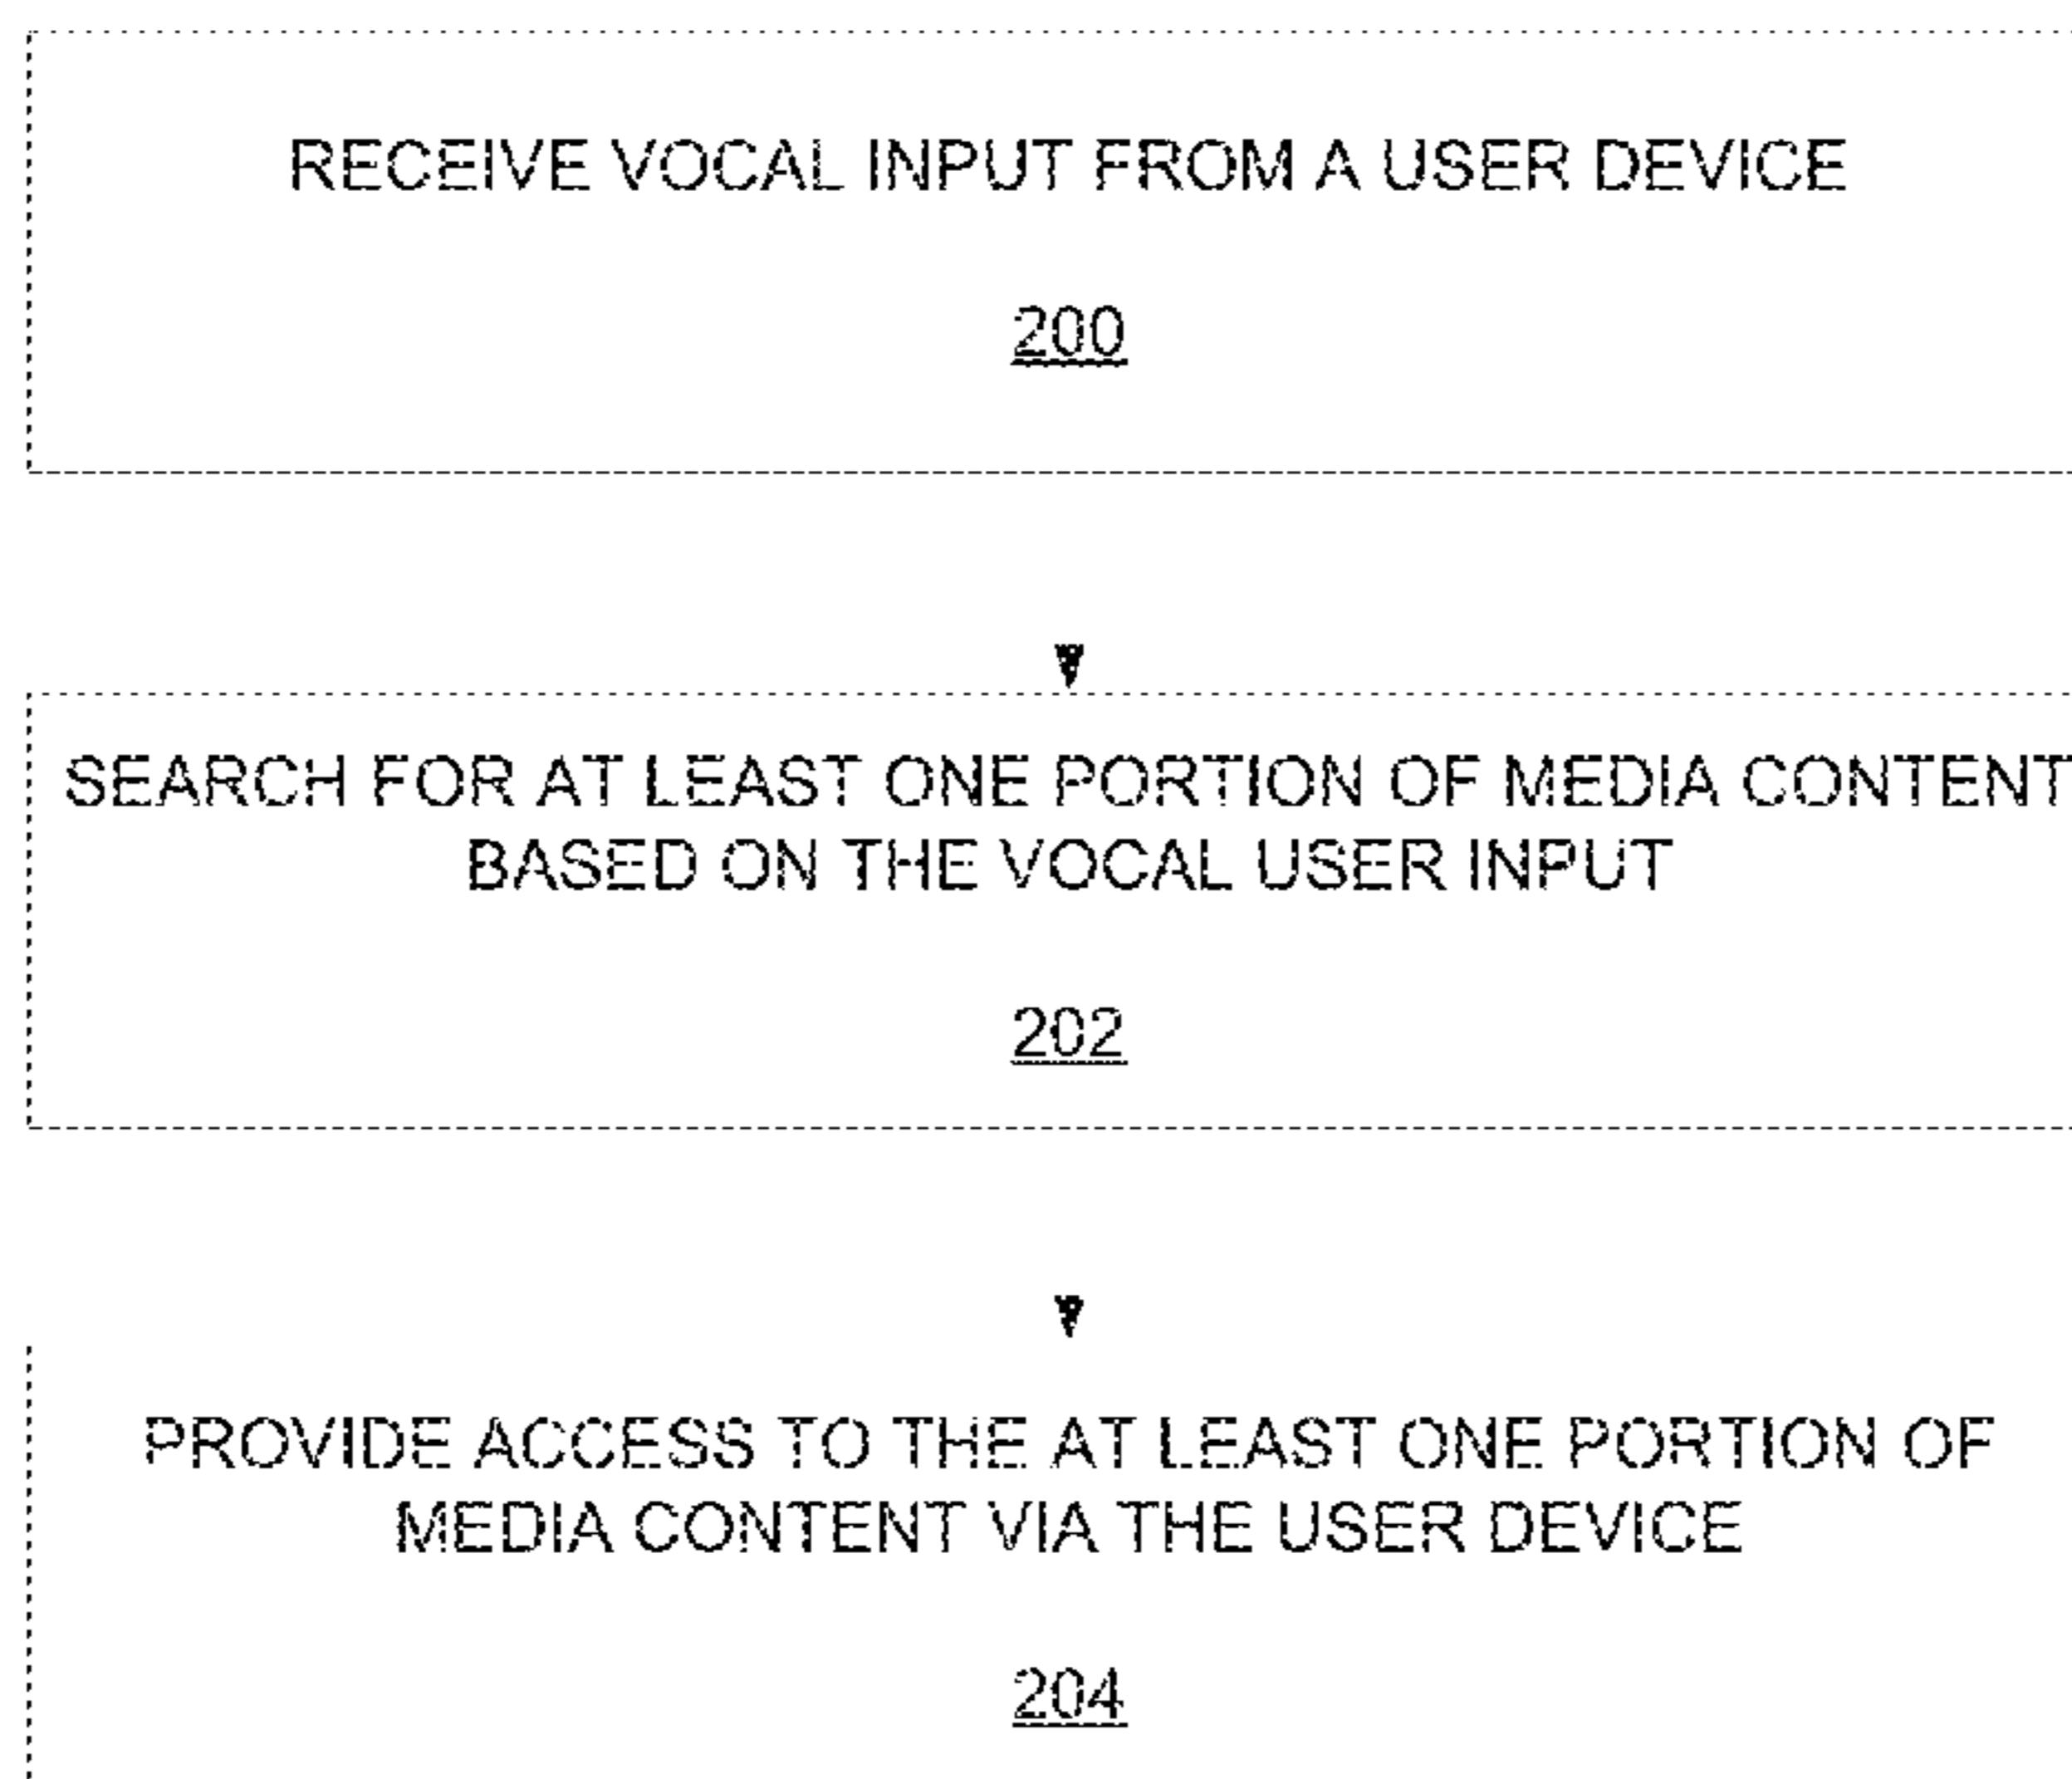 RECEIVE VOCAL INPUT FROM A USER DEVICE
200
SEARCH FOR AT LEAST ONE PORTION OF MEDIA CONTENT
BASED ON THE VOCAL USER INPUT
202
PROVIDE ACCESS TO THE AT LEAST ONE PORTION OF
MEDIA CONTENT VIA THE USER DEVICE
204